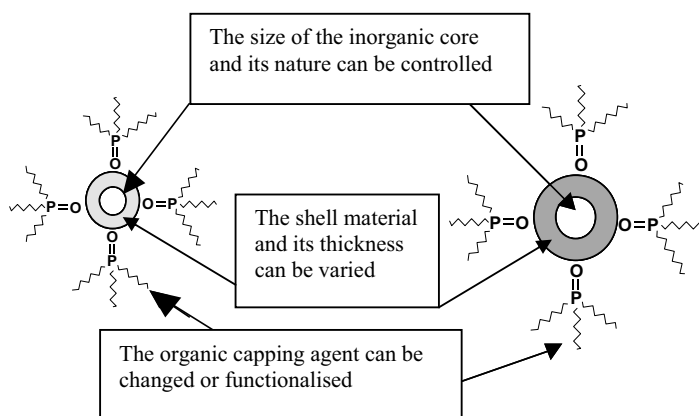 The size of the inorganic core
and its nature can be controlled
P
O
P
O
P=O
O=P
P=O
O=P
The shell material
and its thickness
can be varied
O
P
O
P
The organic capping agent can be
changed or functionalised